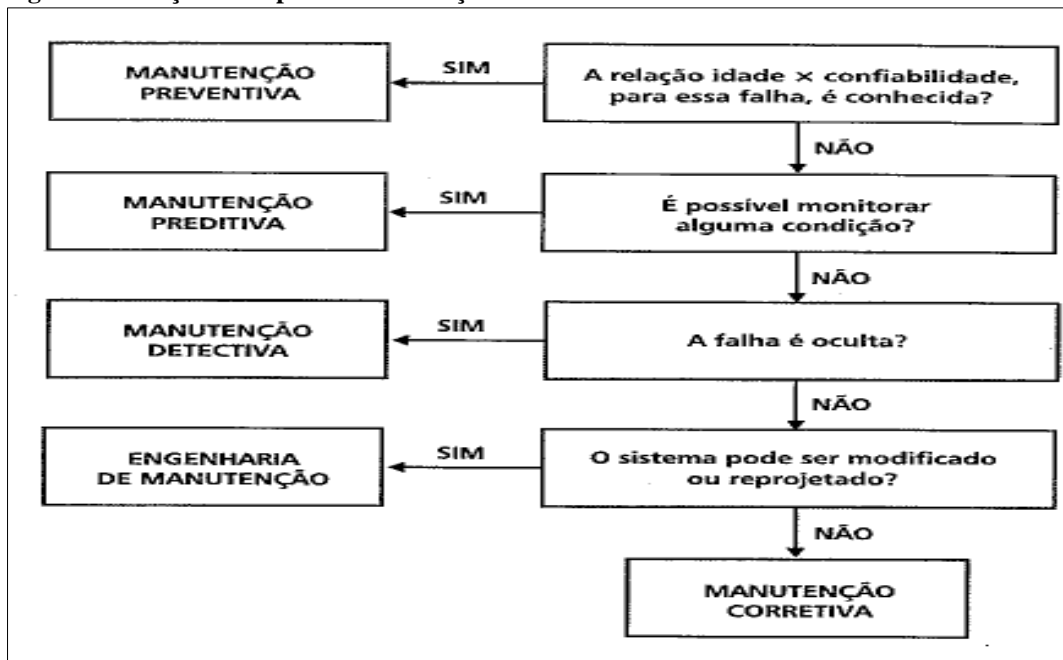 MANUTENÇÃO
PREVENTIVA
SIM
A relação idade × confiabilidade,
para essa falha, é conhecida?
NÃO
MANUTENÇÃO
PREDITIVA
SIM
É possível monitorar
alguma condição?
NÃO
MANUTENÇÃO
DETECTIVA
SIM
A falha é oculta?
NÃO
ENGENHARIA
DE MANUTENÇÃO
SIM
O sistema pode ser modificado
ou reprojetado?
NÃO
MANUTENÇÃO
CORRETIVA